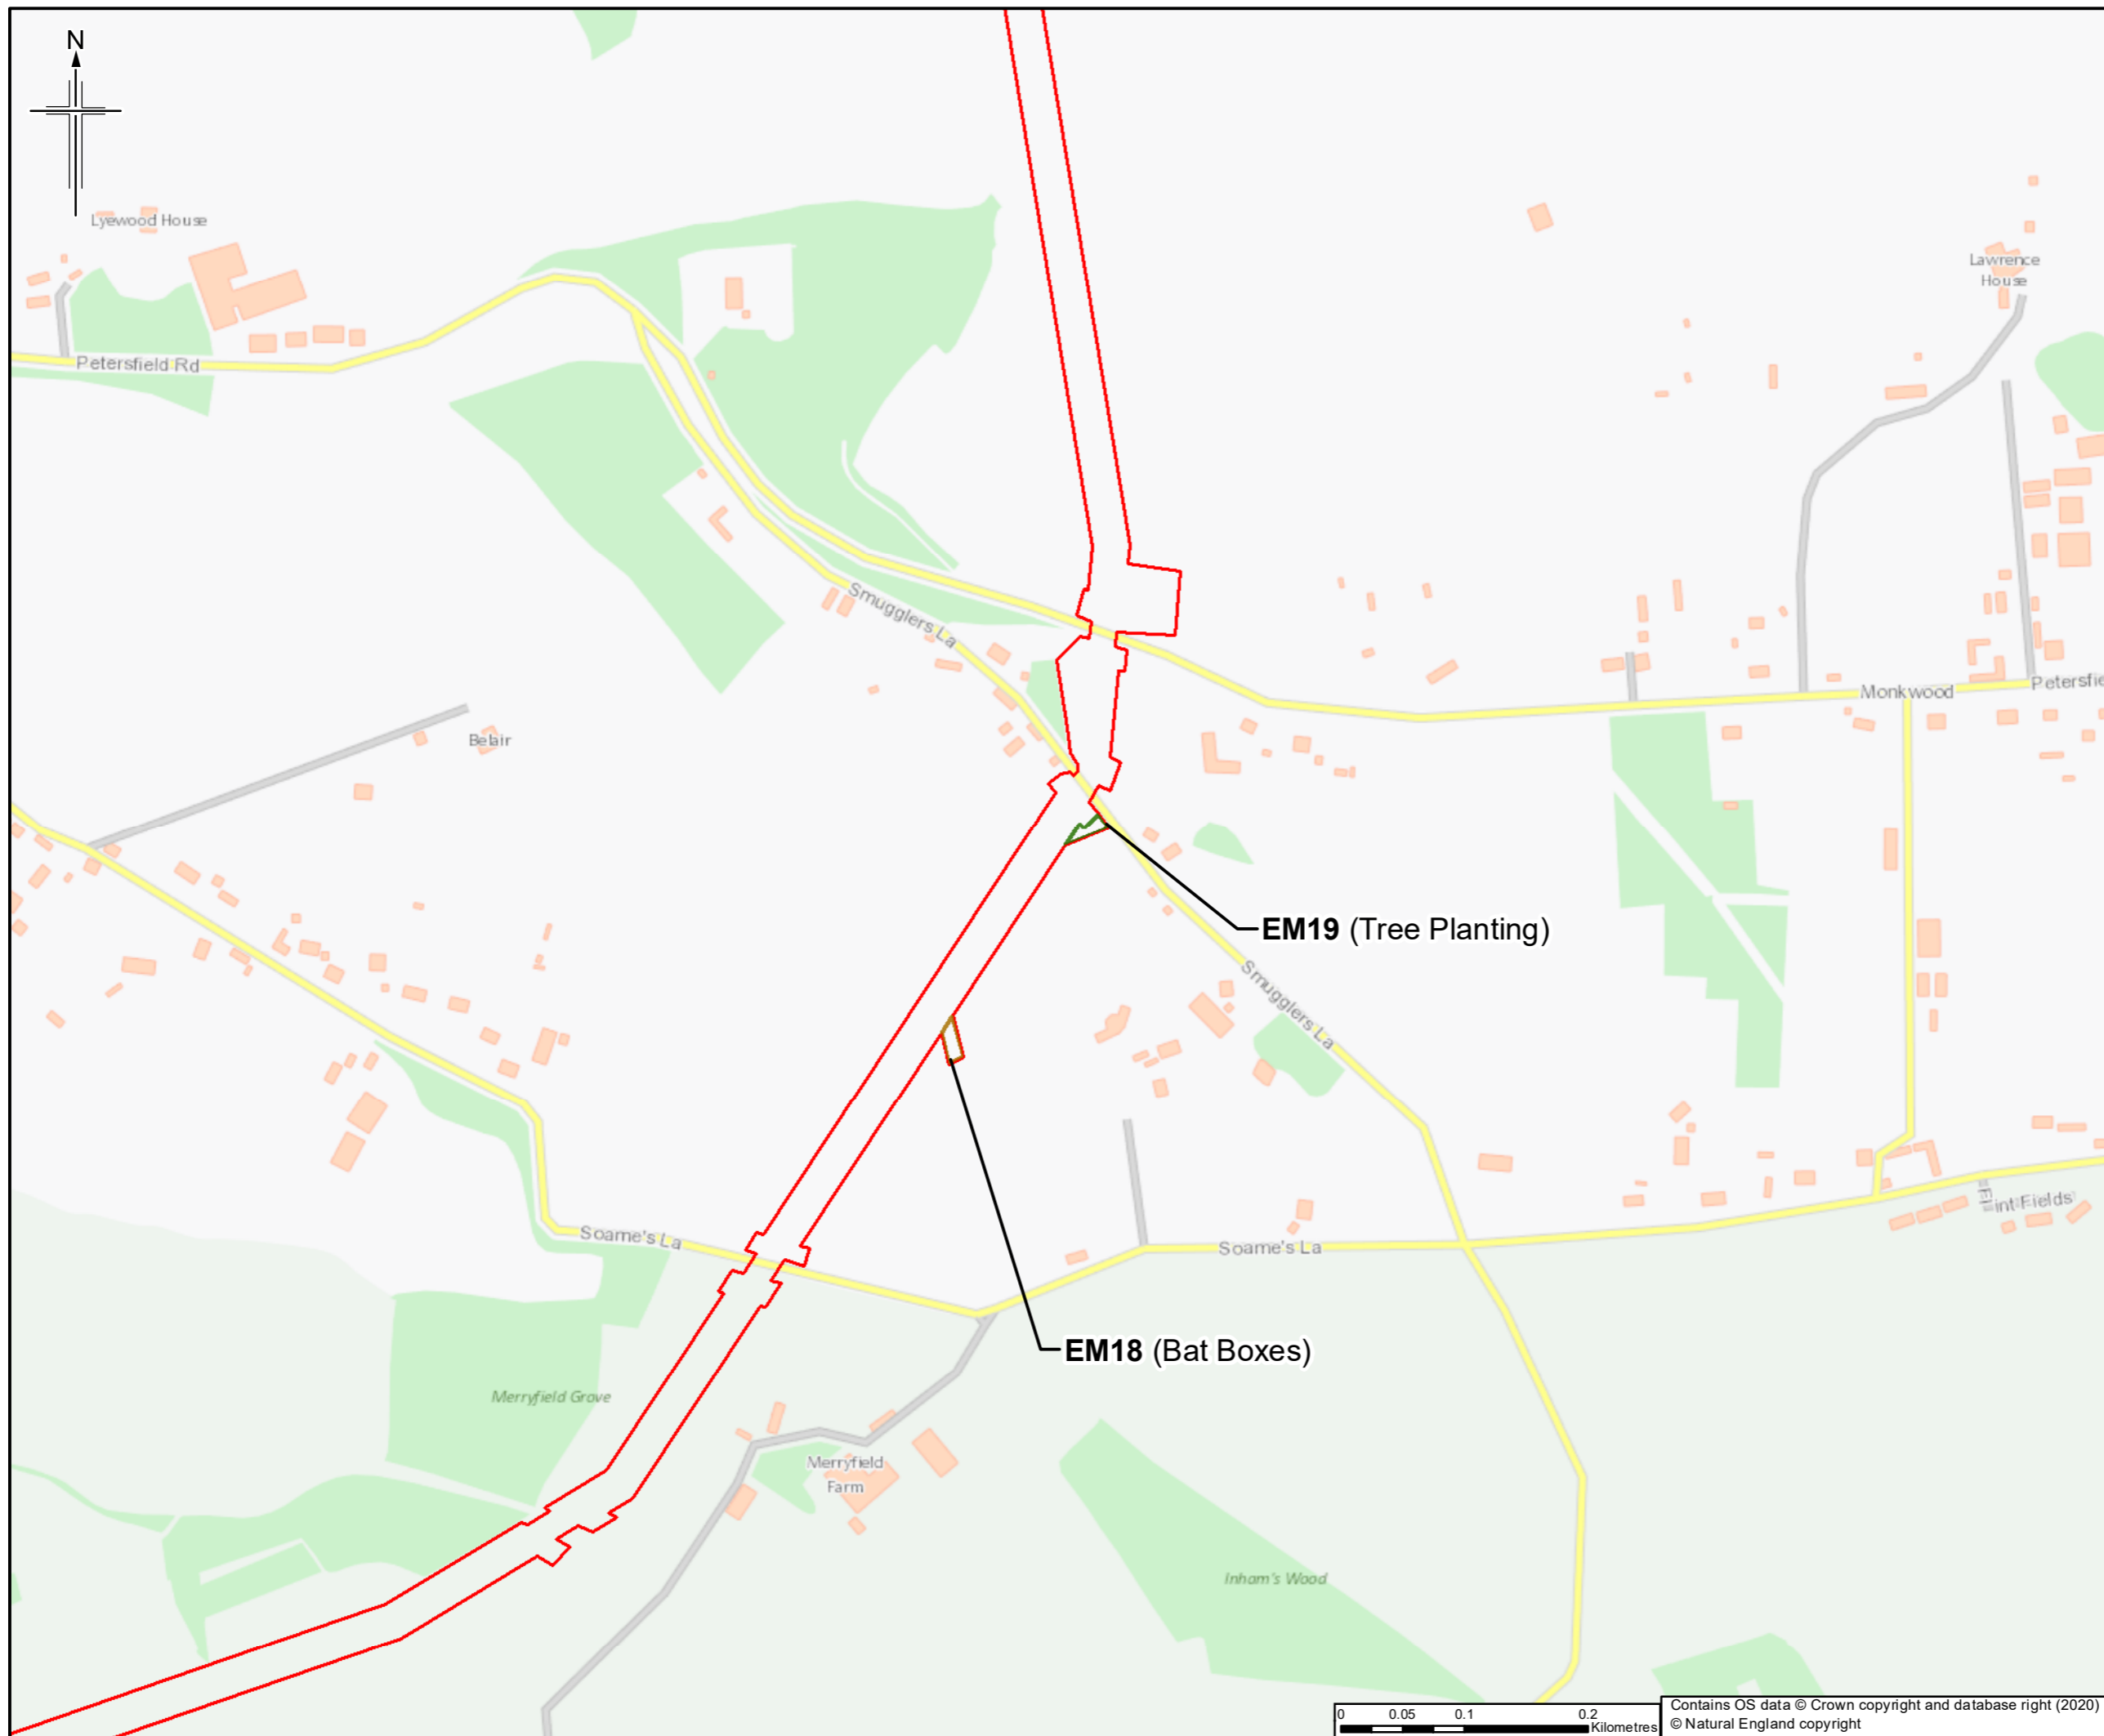 N
Lyewood House
Lawrence
House
Petersfield Rd
Smugglers La
Monkwood
Petersfie
Belair
EM19 (Tree Planting)
Smugglers La
Flint Fields
Soame's La
Soame's La
EM18 (Bat Boxes)
Merryfield Grove
Merryfield
Farm
Inham's Wood
0 0.05 0.1 0.2
Kilometres
Contains OS data © Crown copyright and database right (2020)
© Natural England copyright